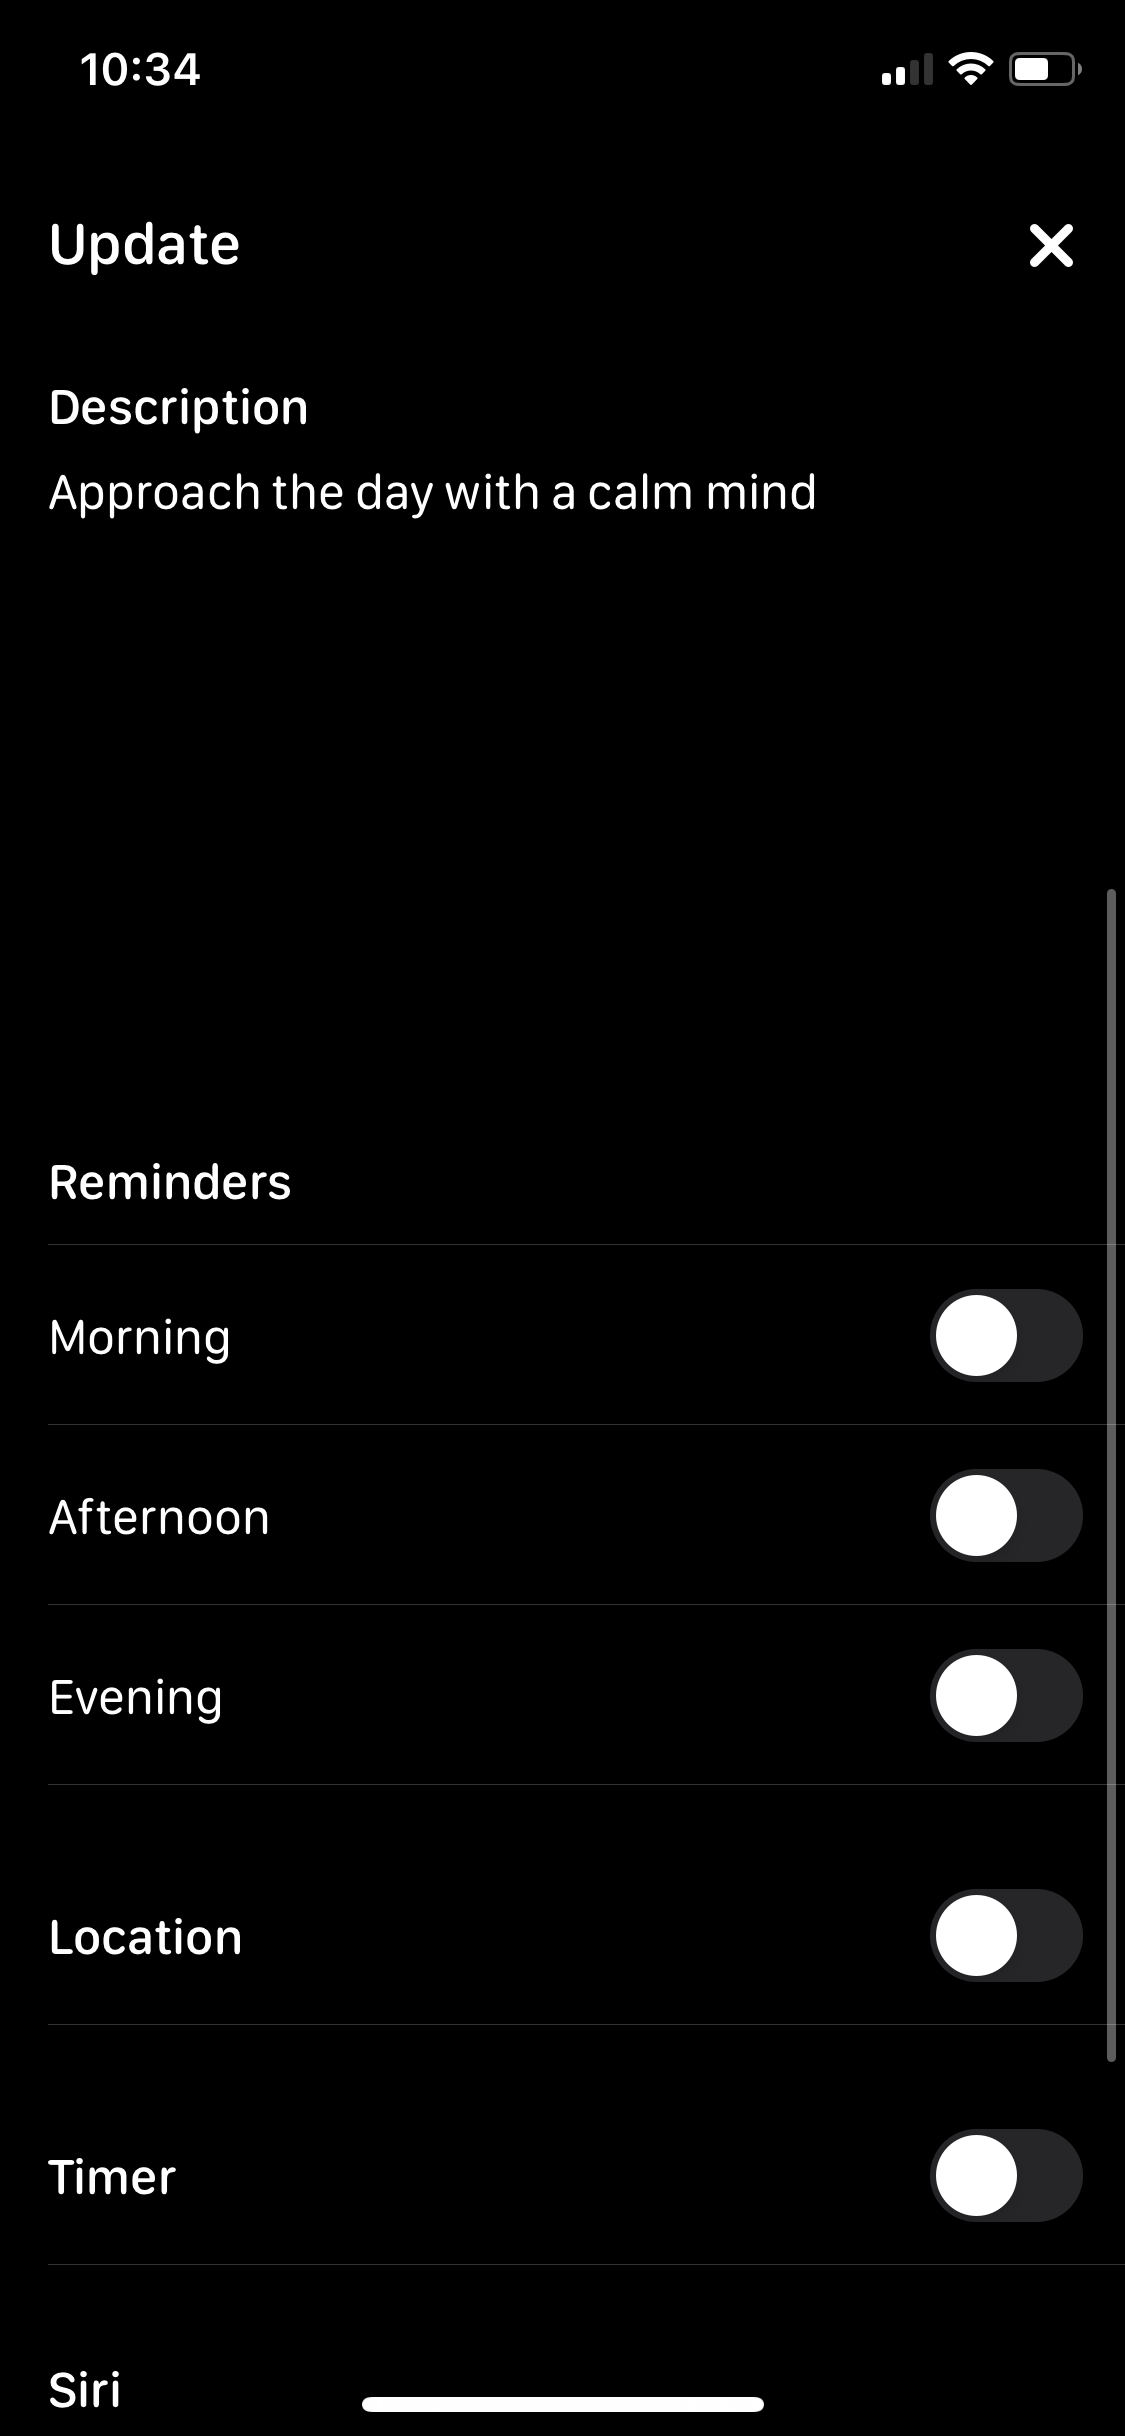 10:34
Update
Description
Approach the day with a calm mind
Reminders
Morning
Afternoon
Evening
Location
Timer
Siri